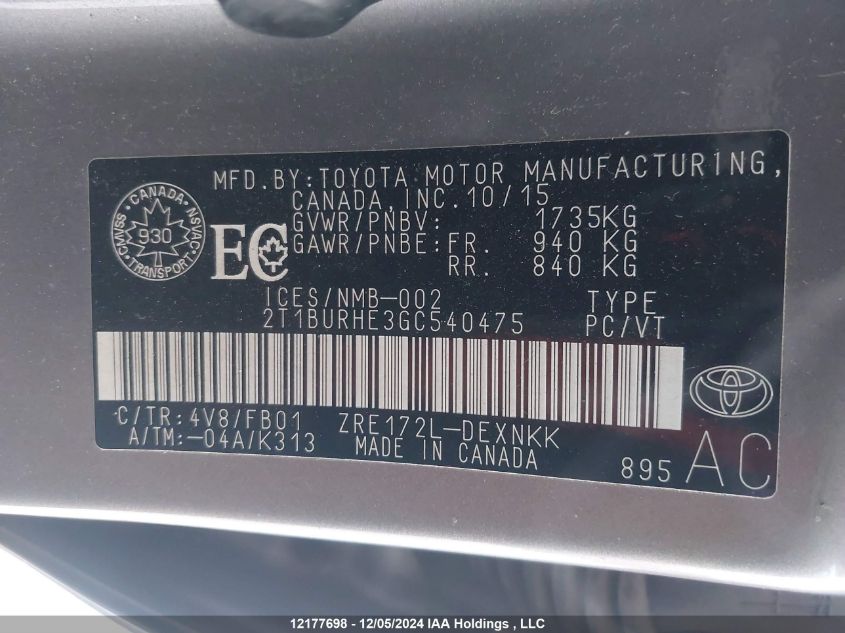 MFD.BY:TOYOTA MOTOR MANUFACTURING,
CANADA, INC.10/15
GVWR/PNBV: 1735KG
GAWR/PNBE:FR. 940 KG
RR. 840 KG
CANADA
CMVSS 930 NSVAC
TRANSPORT
EC
ICES/NMB-002 TYPE
2T1BURHE3GC540475 PC/VT
C/TR:4V8/FB01 ZRE172L-DEXNKK
A/TM:-04A/K313 MADE IN CANADA
895 AC
12177698 - 12/05/2024 IAA Holdings , LLC